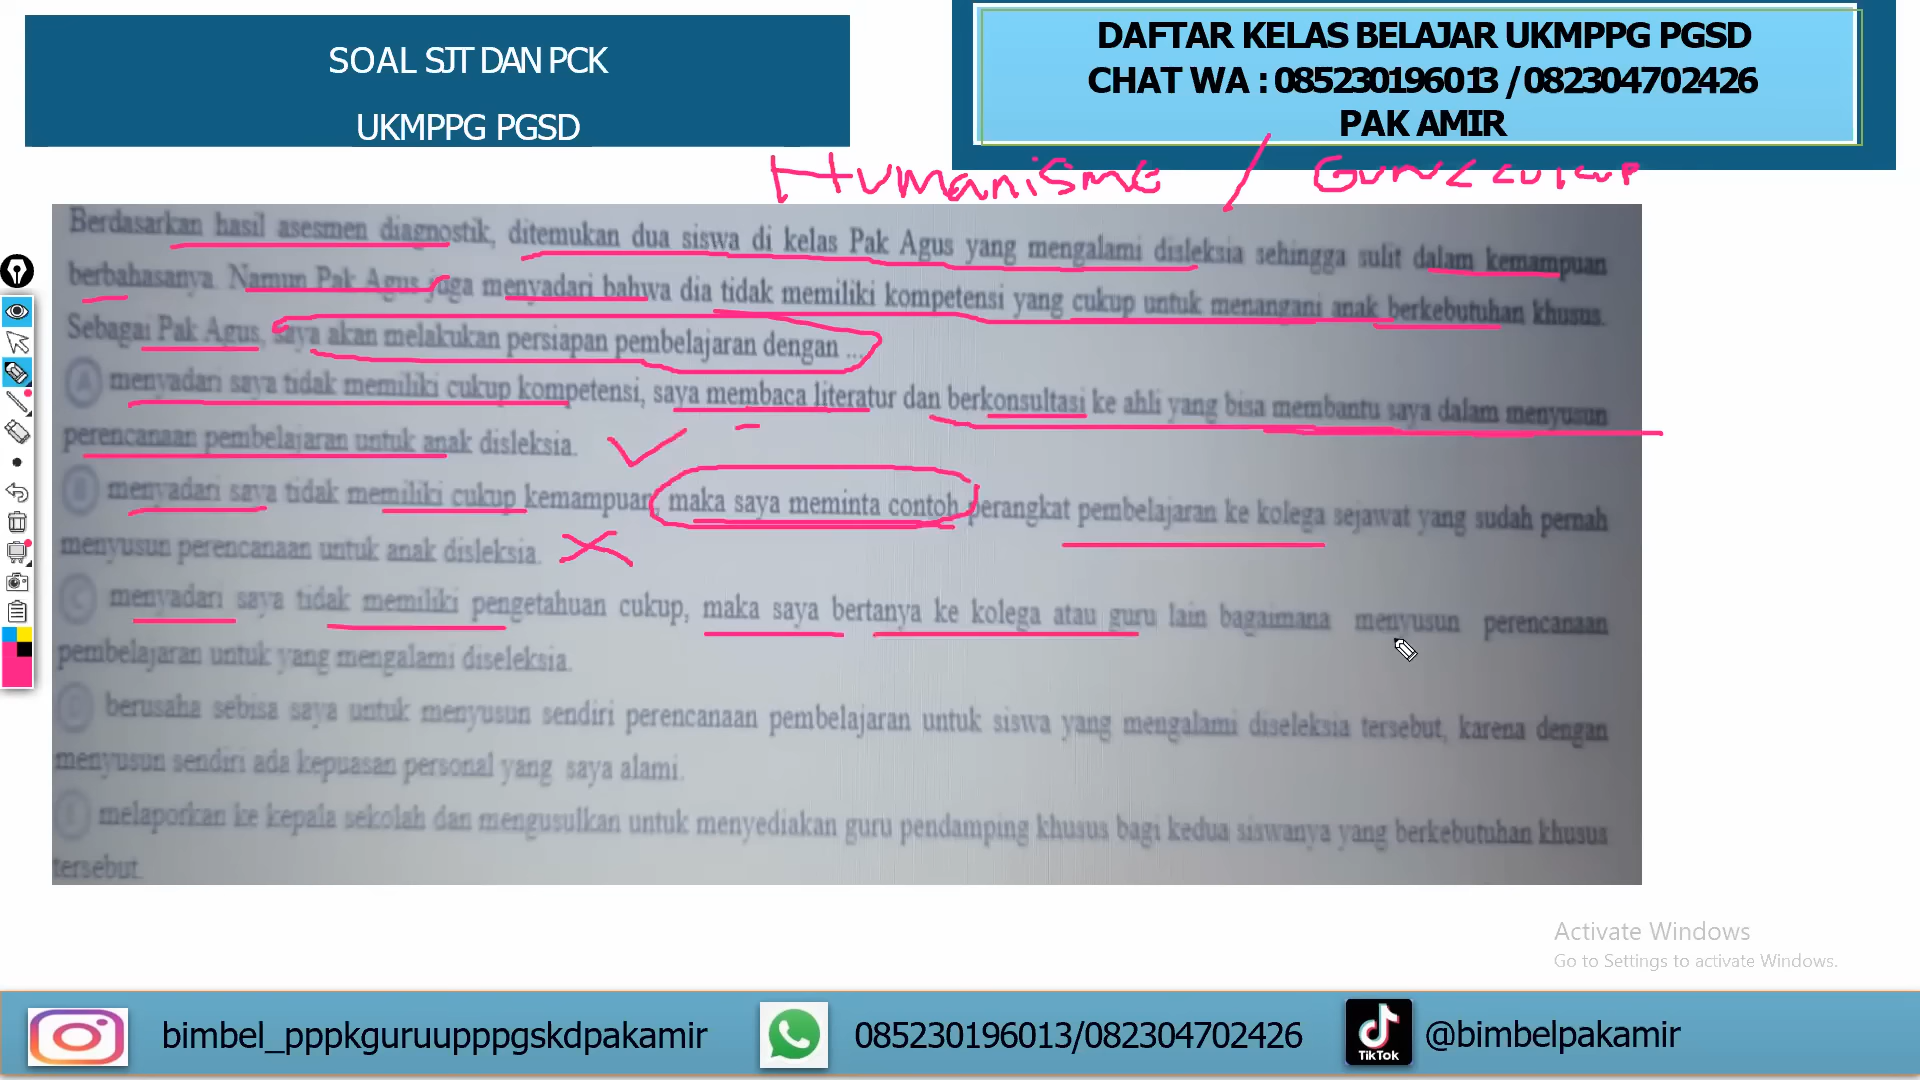 SOAL SJT DAN PCK
UKMPPG PGSD
DAFTAR KELAS BELAJAR UKMPPG PGSD
CHAT WA : 085230196013 / 082304702426
PAK AMIR
Humanisme / Guru
Berdasarkan hasil asesmen diagnostik, ditemukan dua siswa di kelas Pak Agus yang mengalami disleksia sehingga sulit dalam kemampuan
berbahasanya. Namun Pak Agus juga menyadari bahwa dia tidak memiliki kompetensi yang cukup untuk menangani anak berkebutuhan khusus.
Sebagai Pak Agus, saya akan melakukan persiapan pembelajaran dengan ...
A menyadari saya tidak memiliki cukup kompetensi, saya membaca literatur dan berkonsultasi ke ahli yang bisa membantu saya dalam menyusun
perencanaan pembelajaran untuk anak disleksia.
B menyadari saya tidak memiliki cukup kemampuan, maka saya meminta contoh perangkat pembelajaran ke kolega sejawat yang sudah pernah
menyusun perencanaan untuk anak disleksia.
C menyadari saya tidak memiliki pengetahuan cukup, maka saya bertanya ke kolega atau guru lain bagaimana menyusun perencanaan
pembelajaran untuk yang mengalami diseleksia.
D berusaha sebisa saya untuk menyusun sendiri perencanaan pembelajaran untuk siswa yang mengalami diseleksia tersebut, karena dengan
menyusun sendiri ada kepuasan personal yang saya alami.
E melaporkan ke kepala sekolah dan mengusulkan untuk menyediakan guru pendamping khusus bagi kedua siswanya yang berkebutuhan khusus
tersebut.
Activate Windows
Go to Settings to activate Windows.
bimbel_pppkguruupppgskdpakamir
085230196013/082304702426
TikTok
@bimbelpakamir